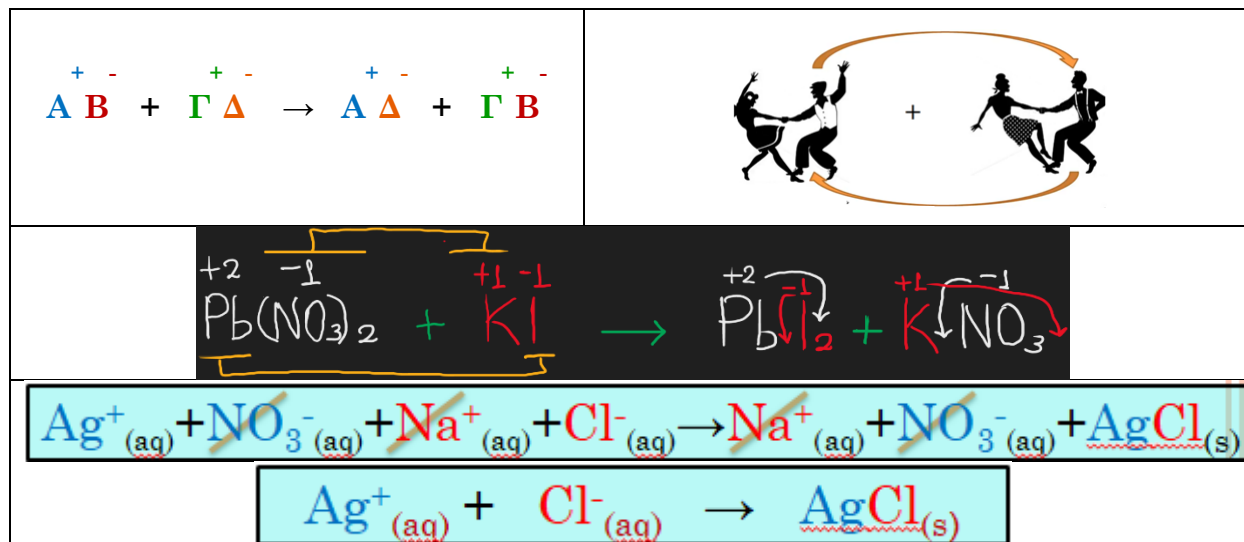 + - + - + - + -
Α Β + Γ Δ → Α Δ + Γ Β
+
+2 -1 +1 -1 +2 -1 +1 -1
Pb(NO₃)₂ + KI → PbI₂ + KNO₃
Ag⁺(aq)+NO₃⁻(aq)+Na⁺(aq)+Cl⁻(aq)→Na⁺(aq)+NO₃⁻(aq)+AgCl(s)
Ag⁺(aq) + Cl⁻(aq) → AgCl(s)